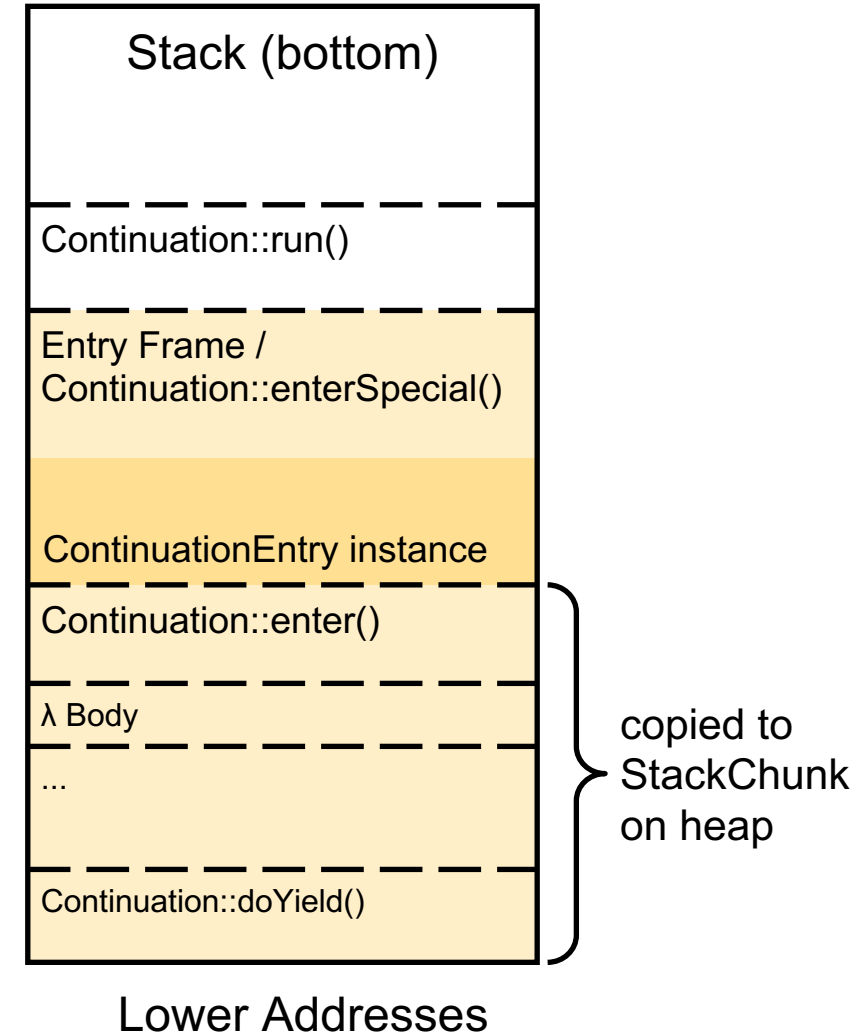 Stack (bottom)
Continuation::run()
Entry Frame /
Continuation::enterSpecial()
ContinuationEntry instance
Continuation::enter()
λ Body
...
Continuation::doYield()
copied to
StackChunk
on heap
Lower Addresses